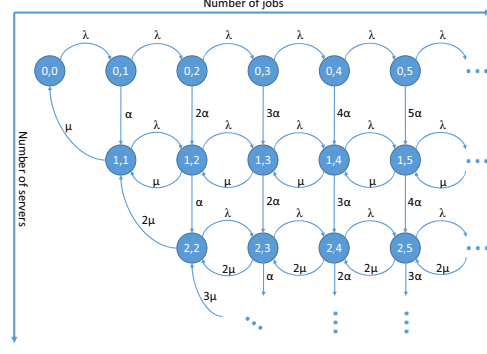 Number of jobs
λ λ λ λ λ λ
0,0 0,1 0,2 0,3 0,4 0,5
α 2α 3α 4α 5α
μ
λ λ λ λ λ
1,1 1,2 1,3 1,4 1,5
μ μ μ μ μ
α 2α 3α 4α
2μ
λ λ λ λ
2,2 2,3 2,4 2,5
2μ 2μ 2μ 2μ
α 2α 3α
3μ
Number of servers